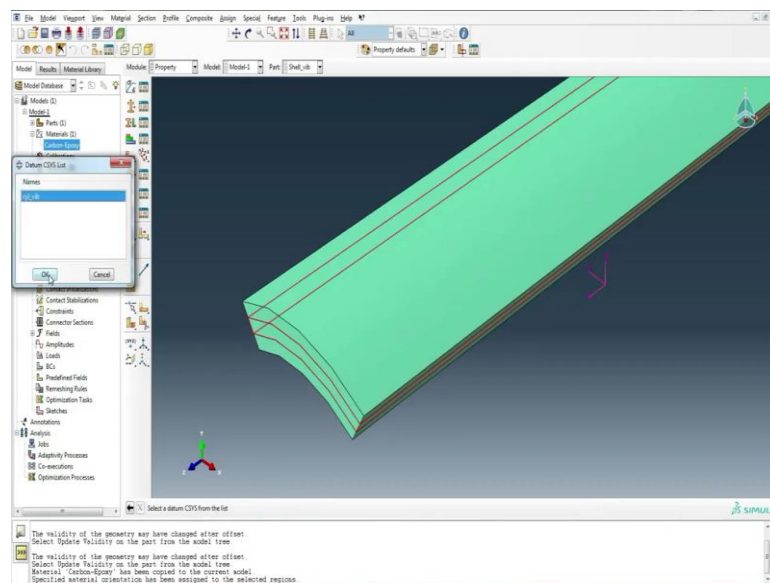 File Model Viewport View Material Section Profile Composite Assign Special Feature Tools Plug-ins Help
All
Property defaults
Model Results Material Library
Module: Property Model: Model-1 Part: Shell_vib
Model Database
Models (1)
Model-1
Parts (1)
Materials (1)
Carbon-Epoxy
Calibrations
Datum CSYS List
Names
cyl_vib
OK Cancel
Contact Initializations
Contact Stabilizations
Constraints
Connector Sections
Fields
Amplitudes
Loads
BCs
Predefined Fields
Remeshing Rules
Optimization Tasks
Sketches
Annotations
Analysis
Jobs
Adaptivity Processes
Co-executions
Optimization Processes
Y
Z X
Select a datum CSYS from the list
SIMUL
The validity of the geometry may have changed after offset.
Select Update Validity on the part from the model tree.
The validity of the geometry may have changed after offset.
Select Update Validity on the part from the model tree.
Material 'Carbon-Epoxy' has been copied to the current model.
Specified material orientation has been assigned to the selected regions.